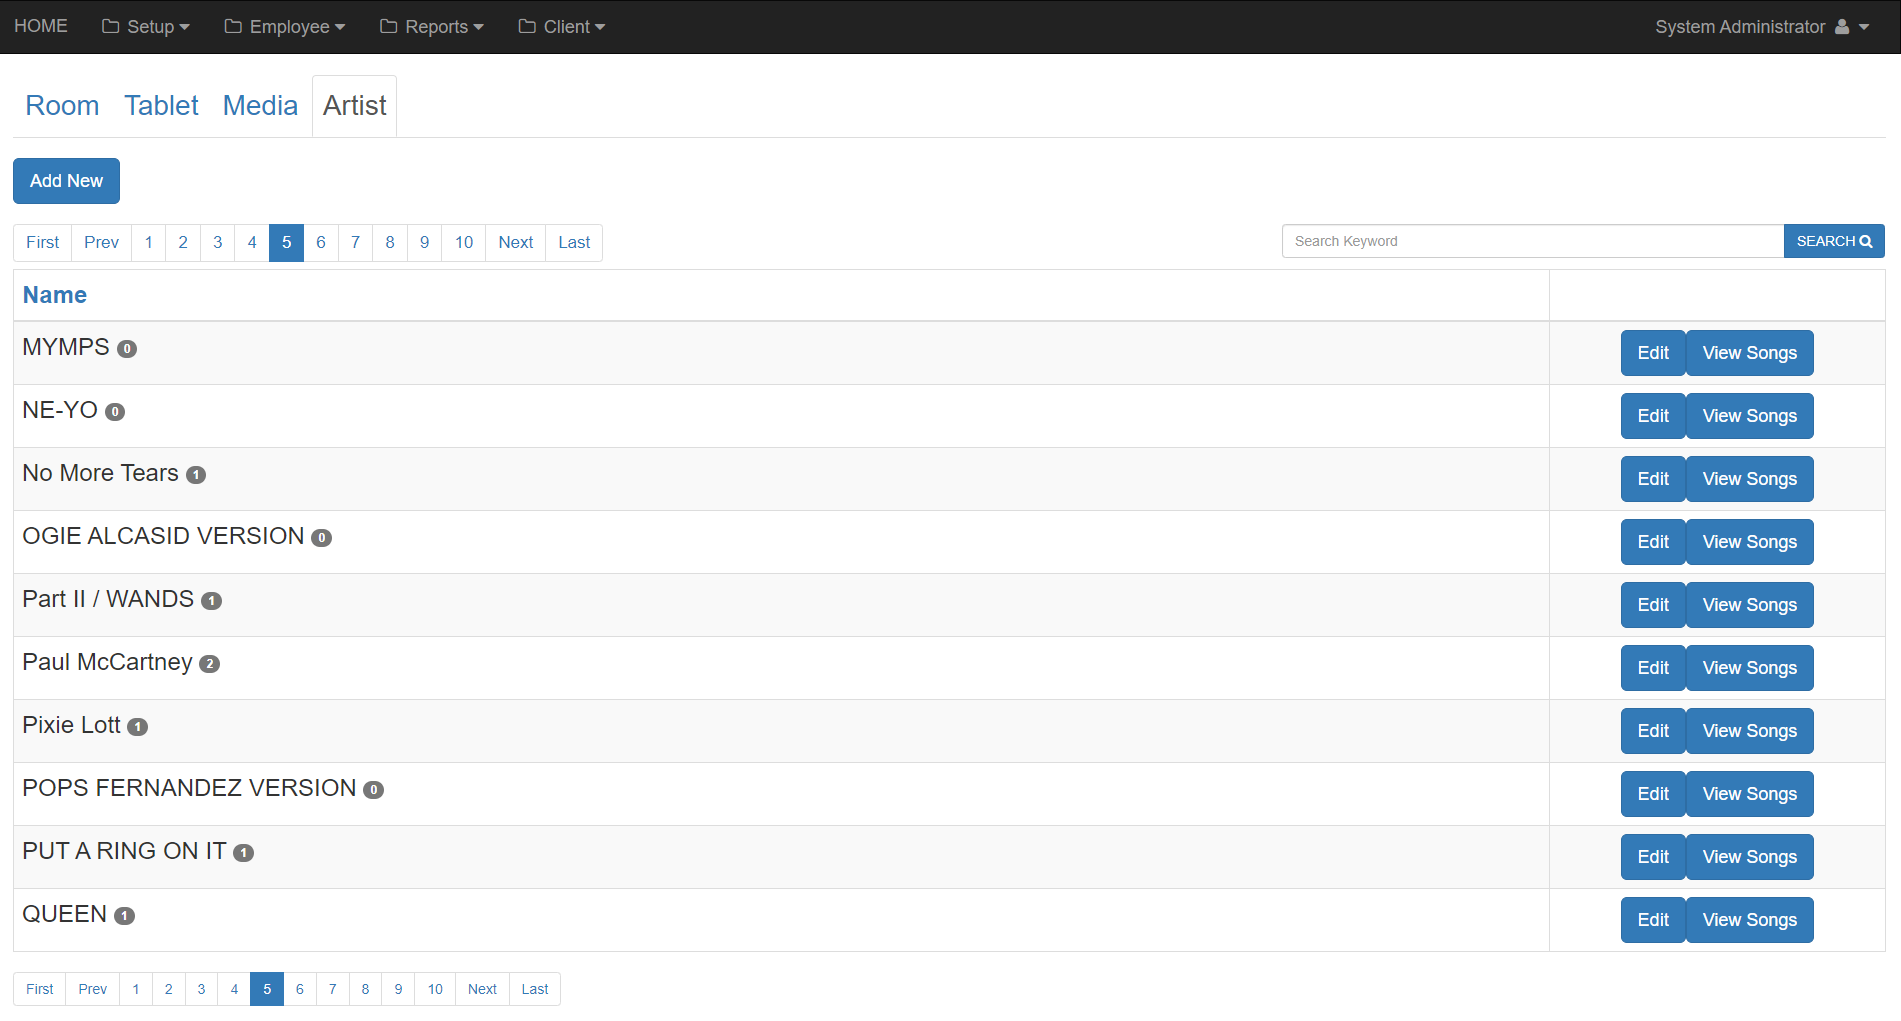 HOME Setup Employee Reports Client System Administrator
Room Tablet Media Artist
Add New
First Prev 1 2 3 4 5 6 7 8 9 10 Next Last Search Keyword SEARCH
Name
MYMPS 0 Edit View Songs
NE-YO 0 Edit View Songs
No More Tears 1 Edit View Songs
OGIE ALCASID VERSION 0 Edit View Songs
Part II / WANDS 1 Edit View Songs
Paul McCartney 2 Edit View Songs
Pixie Lott 1 Edit View Songs
POPS FERNANDEZ VERSION 0 Edit View Songs
PUT A RING ON IT 1 Edit View Songs
QUEEN 1 Edit View Songs
First Prev 1 2 3 4 5 6 7 8 9 10 Next Last